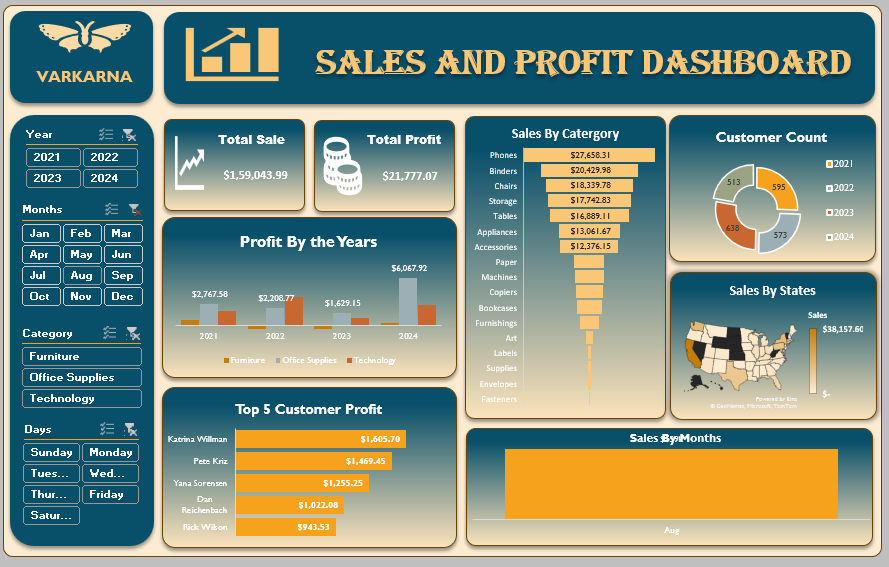 VARKARNA
SALES AND PROFIT DASHBOARD
Year
2021 2022
2023 2024
Months
Jan Feb Mar
Apr May Jun
Jul Aug Sep
Oct Nov Dec
Category
Furniture
Office Supplies
Technology
Days
Sunday Monday
Tues... Wed...
Thur... Friday
Satur...
Total Sale
$1,59,043.99
Total Profit
$21,777.07
Profit By the Years
$2,767.58
$2,208.77
$1,629.15
$6,067.92
2021 2022 2023 2024
Furniture Office Supplies Technology
Top 5 Customer Profit
Katrina Willman $1,605.70
Pete Kriz $1,469.45
Yana Sorensen $1,255.25
Dan
Reichenbach $1,022.08
Rick Wilson $943.53
Sales By Catergory
Phones $27,658.31
Binders $20,429.98
Chairs $18,339.78
Storage $17,742.83
Tables $16,889.11
Appliances $13,061.67
Accessories $12,376.15
Paper
Machines
Copiers
Bookcases
Furnishings
Art
Labels
Supplies
Envelopes
Fasteners
Customer Count
513 595
638 573
2021
2022
2023
2024
Sales By States
Sales
$38,157.60
$-
Powered by Bing
© GeoNames, Microsoft, TomTom
Sales By Months
Aug